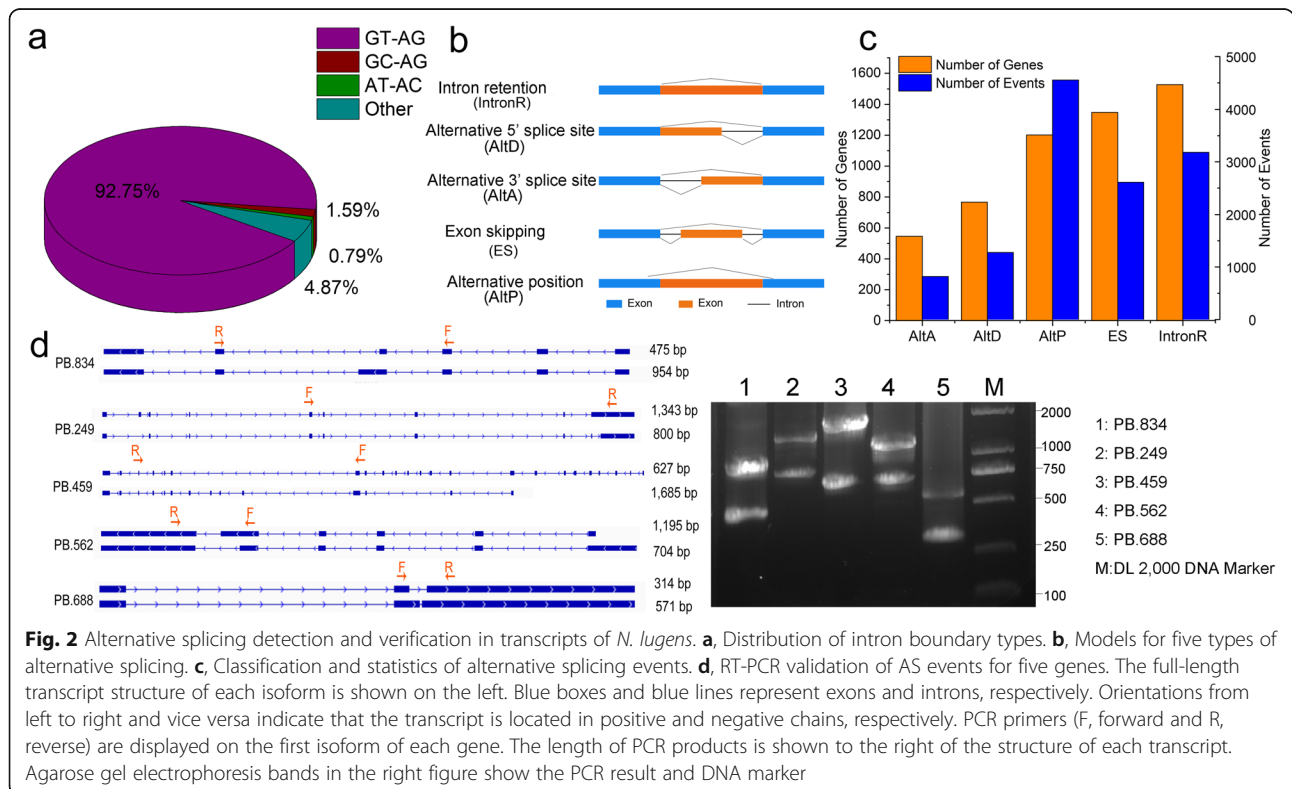 a
GT-AG
GC-AG
AT-AC
Other
92.75%
1.59%
0.79%
4.87%
b
Intron retention
(IntronR)
Alternative 5' splice site
(AltD)
Alternative 3' splice site
(AltA)
Exon skipping
(ES)
Alternative position
(AltP)
Exon
Exon
Intron
c
Number of Genes
Number of Events
Number of Genes
1600
1400
1200
1000
800
600
400
200
0
5000
4000
3000
2000
1000
0
Number of Events
AltA
AltD
AltP
ES
IntronR
d
R
F
PB.834
475 bp
954 bp
F
R
PB.249
1,343 bp
800 bp
R
F
PB.459
627 bp
1,685 bp
R
F
PB.562
1,195 bp
704 bp
F
R
PB.688
314 bp
571 bp
1 2 3 4 5 M
2000
1000
750
500
250
100
1: PB.834
2: PB.249
3: PB.459
4: PB.562
5: PB.688
M:DL 2,000 DNA Marker
Fig. 2 Alternative splicing detection and verification in transcripts of N. lugens. a, Distribution of intron boundary types. b, Models for five types of
alternative splicing. c, Classification and statistics of alternative splicing events. d, RT-PCR validation of AS events for five genes. The full-length
transcript structure of each isoform is shown on the left. Blue boxes and blue lines represent exons and introns, respectively. Orientations from
left to right and vice versa indicate that the transcript is located in positive and negative chains, respectively. PCR primers (F, forward and R,
reverse) are displayed on the first isoform of each gene. The length of PCR products is shown to the right of the structure of each transcript.
Agarose gel electrophoresis bands in the right figure show the PCR result and DNA marker